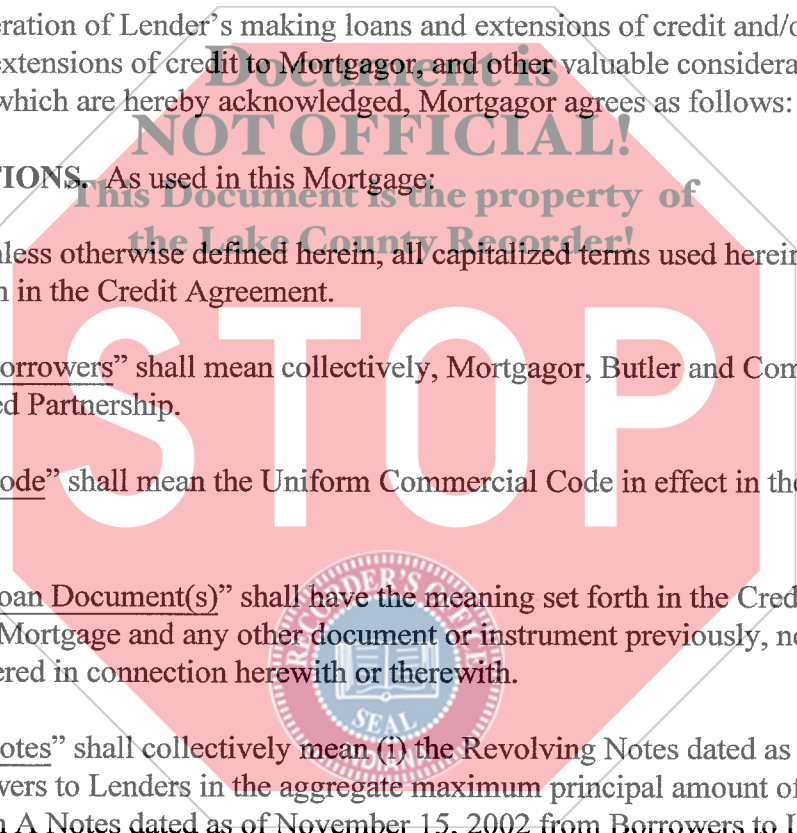 eration of Lender’s making loans and extensions of credit and/o
extensions of credit to Mortgagor, and other valuable considera
which are hereby acknowledged, Mortgagor agrees as follows:
Document is
NOT OFFICIAL!
This Document is the property of
the Lake County Recorder!
TIONS. As used in this Mortgage:
nless otherwise defined herein, all capitalized terms used herein
n in the Credit Agreement.
orrowers” shall mean collectively, Mortgagor, Butler and Com
ed Partnership.
STOP
ode” shall mean the Uniform Commercial Code in effect in the
oan Document(s)” shall have the meaning set forth in the Cred
Mortgage and any other document or instrument previously, n
ered in connection herewith or therewith.
RECORDER'S OFFICE
SEAL
INDIANA
otes” shall collectively mean (i) the Revolving Notes dated as
wers to Lenders in the aggregate maximum principal amount of
n A Notes dated as of November 15, 2002 from Borrowers to L